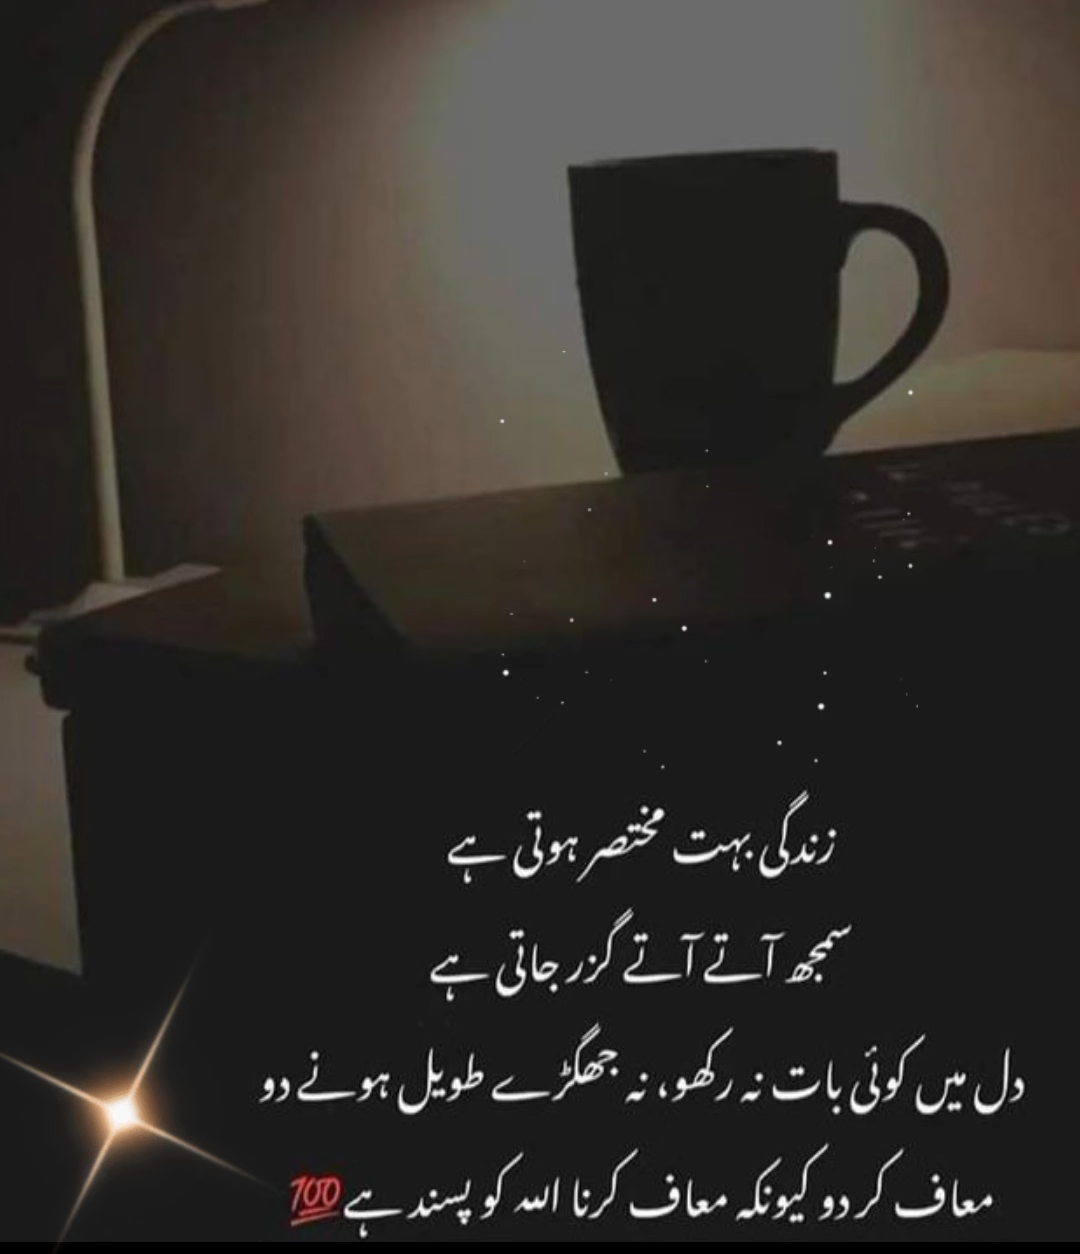 زندگی بہت مختصر ہوتی ہے
سمجھ آتے آتے گزر جاتی ہے
دل میں کوئی بات نہ رکھو، نہ جھگڑے طویل ہونے دو
معاف کر دو کیونکہ معاف کرنا اللہ کو پسند ہے💯